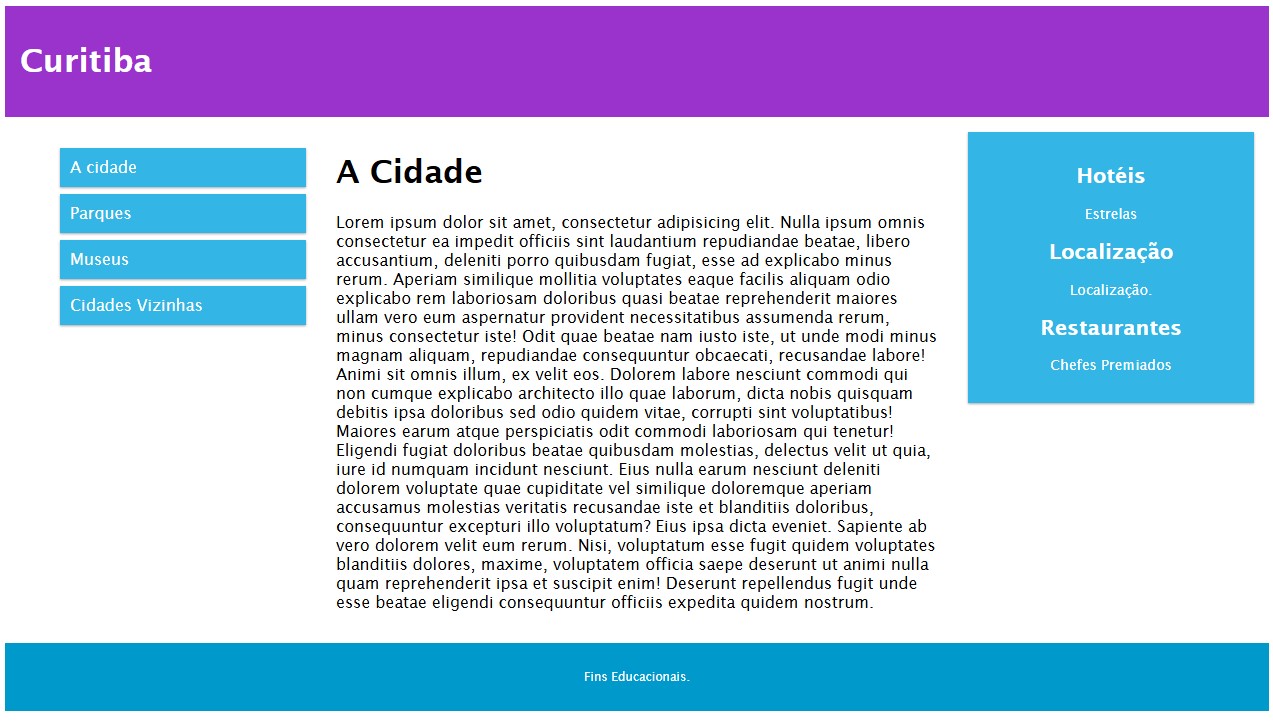 Curitiba
A cidade
Parques
Museus
Cidades Vizinhas
A Cidade
Lorem ipsum dolor sit amet, consectetur adipisicing elit. Nulla ipsum omnis
consectetur ea impedit officiis sint laudantium repudiandae beatae, libero
accusantium, deleniti porro quibusdam fugiat, esse ad explicabo minus
rerum. Aperiam similique mollitia voluptates eaque facilis aliquam odio
explicabo rem laboriosam doloribus quasi beatae reprehenderit maiores
ullam vero eum aspernatur provident necessitatibus assumenda rerum,
minus consectetur iste! Odit quae beatae nam iusto iste, ut unde modi minus
magnam aliquam, repudiandae consequuntur obcaecati, recusandae labore!
Animi sit omnis illum, ex velit eos. Dolorem labore nesciunt commodi qui
non cumque explicabo architecto illo quae laborum, dicta nobis quisquam
debitis ipsa doloribus sed odio quidem vitae, corrupti sint voluptatibus!
Maiores earum atque perspiciatis odit commodi laboriosam qui tenetur!
Eligendi fugiat doloribus beatae quibusdam molestias, delectus velit ut quia,
iure id numquam incidunt nesciunt. Eius nulla earum nesciunt deleniti
dolorem voluptate quae cupiditate vel similique doloremque aperiam
accusamus molestias veritatis recusandae iste et blanditiis doloribus,
consequuntur excepturi illo voluptatum? Eius ipsa dicta eveniet. Sapiente ab
vero dolorem velit eum rerum. Nisi, voluptatum esse fugit quidem voluptates
blanditiis dolores, maxime, voluptatem officia saepe deserunt ut animi nulla
quam reprehenderit ipsa et suscipit enim! Deserunt repellendus fugit unde
esse beatae eligendi consequuntur officiis expedita quidem nostrum.
Hotéis
Estrelas
Localização
Localização.
Restaurantes
Chefes Premiados
Fins Educacionais.